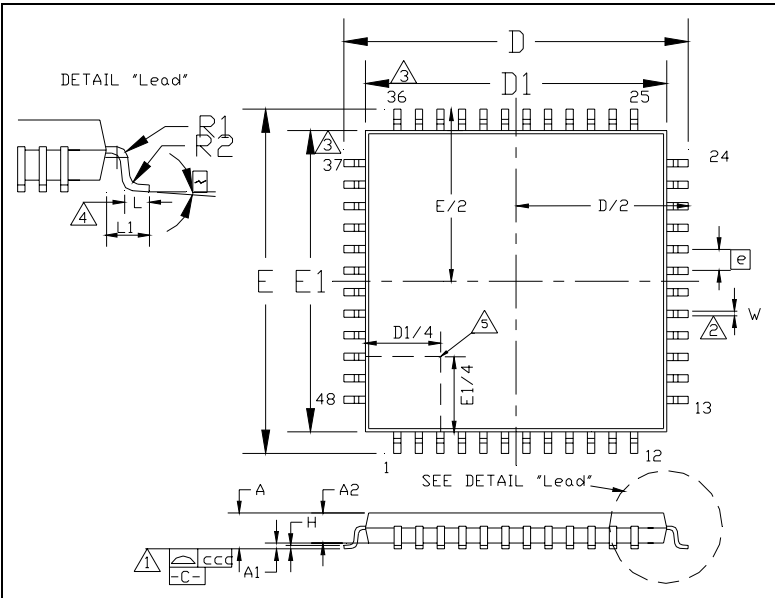 D
DETAIL "Lead"
3
D1
36
25
R1
R2
3
37
24
E/2
D/2
4
L
L1
e
E
E1
W
2
D1/4
5
E1/4
48
13
1
12
SEE DETAIL "Lead"
A
A2
H
1
ccc
A1
-C-